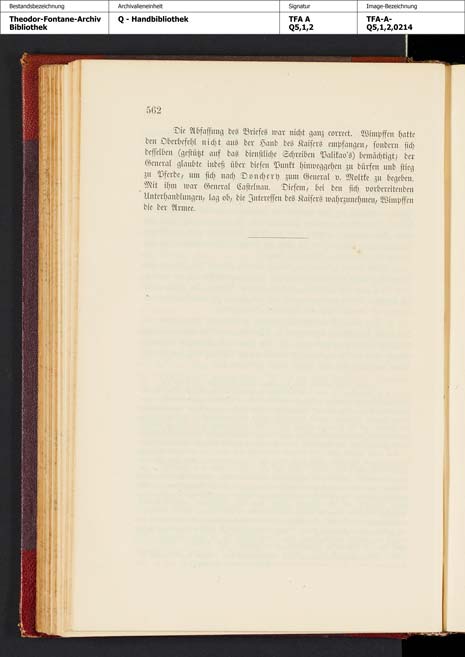 Bestandsbezeichnung Archivalieneinheit Signatur Image-Bezeichnung
Theodor-Fontane-Archiv Q - Handbibliothek TFA A TFA-A-
Bibliothek Q5,1,2 Q5,1,2,0214
562
Die Abfassung des Briefes war nicht ganz correct. Wimpffen hatte
den Oberbefehl nicht aus der Hand des Kaisers empfangen, sondern sich
desselben (gestützt auf das dienstliche Schreiben Palikao's) bemächtigt; der
General glaubte indeß über diesen Punkt hinweggehen zu dürfen und stieg
zu Pferde, um sich nach Donchery zum General v. Moltke zu begeben.
Mit ihm war General Castelnau. Diesem, bei den sich vorbereitenden
Unterhandlungen, lag ob, die Interessen des Kaisers wahrzunehmen, Wimpffen
die der Armee.